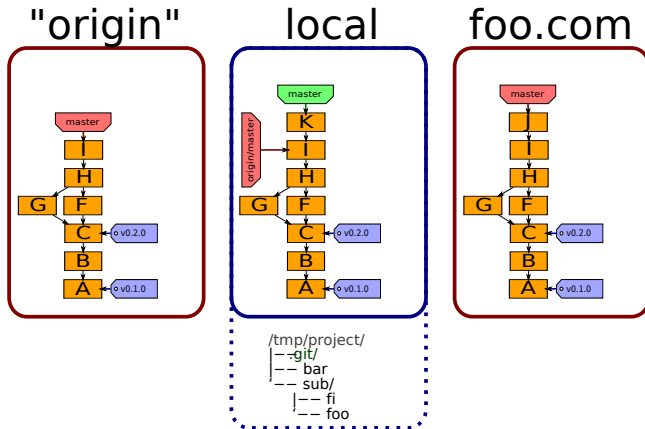 "origin"
master
I
H
G F
C v0.2.0
B
A v0.1.0
local
master
K
origin/master
I
H
G F
C v0.2.0
B
A v0.1.0
/tmp/project/
|−−.git/
|−− bar
‘−− sub/
|−− fi
‘−− foo
foo.com
master
J
I
H
G F
C v0.2.0
B
A v0.1.0